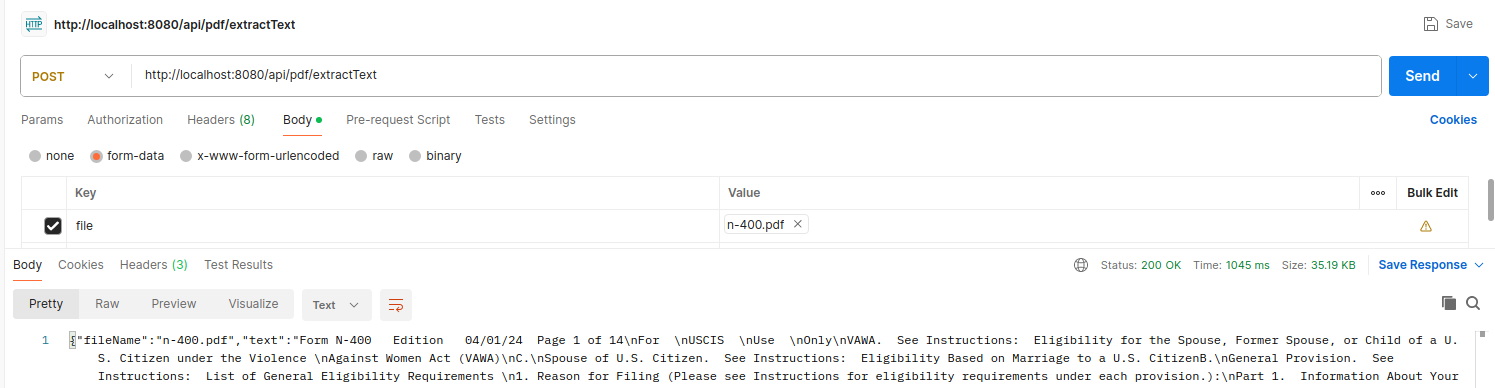 HTTP http://localhost:8080/api/pdf/extractText Save
POST http://localhost:8080/api/pdf/extractText Send
Params Authorization Headers (8) Body Pre-request Script Tests Settings Cookies
none form-data x-www-form-urlencoded raw binary
Key Value ooo Bulk Edit
file n-400.pdf
Body Cookies Headers (3) Test Results Status: 200 OK Time: 1045 ms Size: 35.19 KB Save Response
Pretty Raw Preview Visualize Text
1 {"fileName":"n-400.pdf","text":"Form N-400   Edition   04/01/24  Page 1 of 14\nFor  \nUSCIS  \nUse  \nOnly\nVAWA.  See Instructions:  Eligibility for the Spouse, Former Spouse, or Child of a U.
S. Citizen under the Violence \nAgainst Women Act (VAWA)\nC.\nSpouse of U.S. Citizen.  See Instructions:  Eligibility Based on Marriage to a U.S. CitizenB.\nGeneral Provision.  See
Instructions:  List of General Eligibility Requirements \n1. Reason for Filing (Please see Instructions for eligibility requirements under each provision.):\nPart 1.  Information About Your